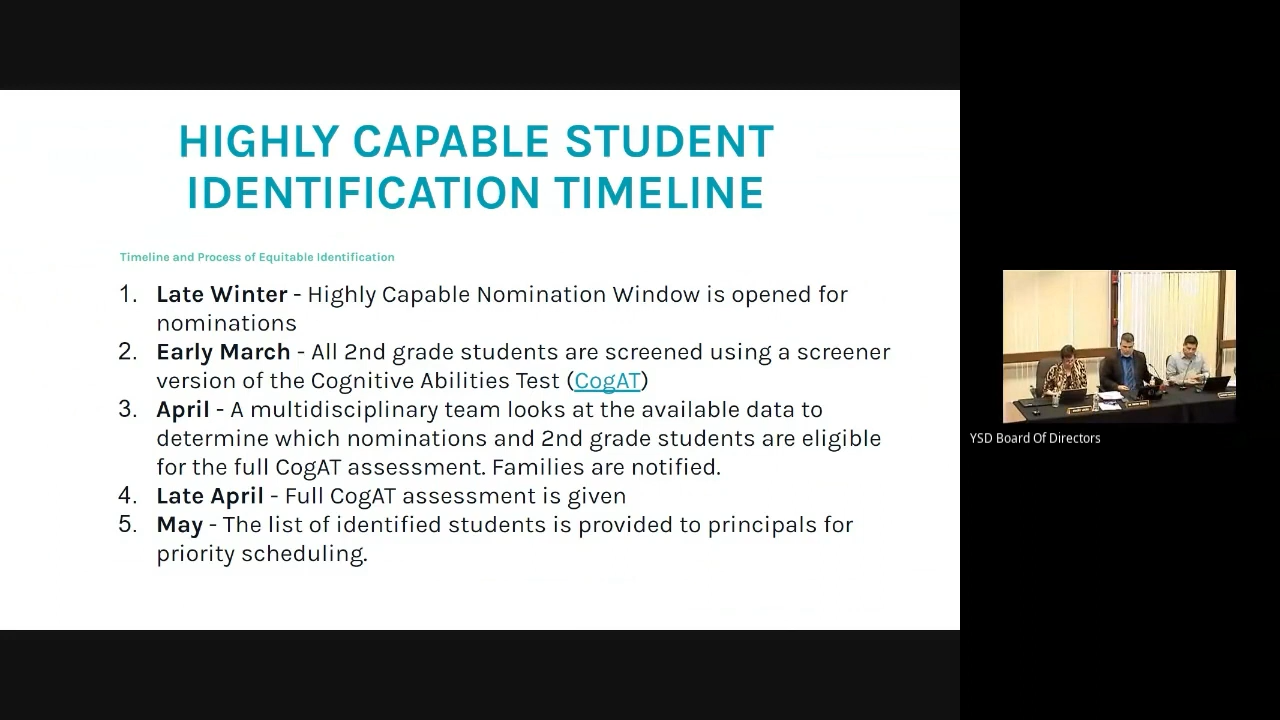 HIGHLY CAPABLE STUDENT
IDENTIFICATION TIMELINE
Timeline and Process of Equitable Identification
1. Late Winter - Highly Capable Nomination Window is opened for
nominations
2. Early March - All 2nd grade students are screened using a screener
version of the Cognitive Abilities Test (CogAT)
3. April - A multidisciplinary team looks at the available data to
determine which nominations and 2nd grade students are eligible
for the full CogAT assessment. Families are notified.
4. Late April - Full CogAT assessment is given
5. May - The list of identified students is provided to principals for
priority scheduling.
YSD Board Of Directors